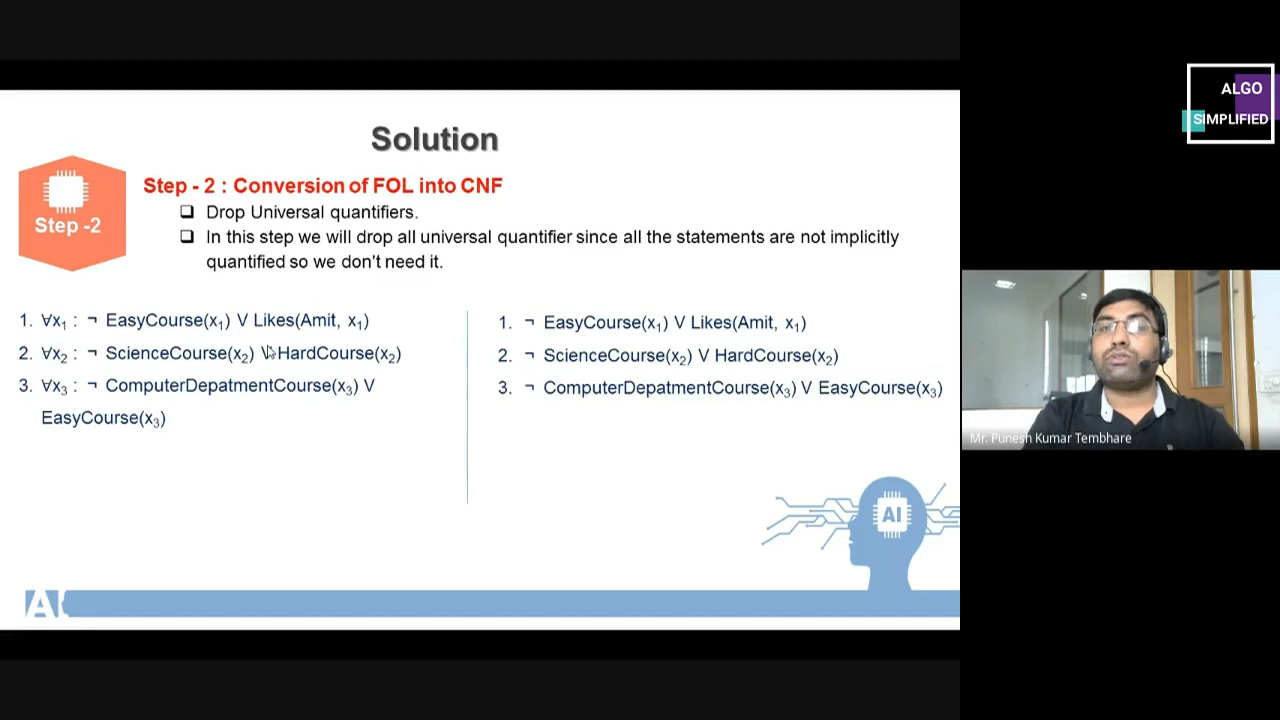 ALGO
SIMPLIFIED
Solution
Step -2
Step - 2 : Conversion of FOL into CNF
❑ Drop Universal quantifiers.
❑ In this step we will drop all universal quantifier since all the statements are not implicitly
quantified so we don't need it.
1. ∀x₁ : ¬ EasyCourse(x₁) V Likes(Amit, x₁)
2. ∀x₂ : ¬ ScienceCourse(x₂) V HardCourse(x₂)
3. ∀x₃ : ¬ ComputerDepatmentCourse(x₃) V
EasyCourse(x₃)
1. ¬ EasyCourse(x₁) V Likes(Amit, x₁)
2. ¬ ScienceCourse(x₂) V HardCourse(x₂)
3. ¬ ComputerDepatmentCourse(x₃) V EasyCourse(x₃)
Mr. Punesh Kumar Tembhare
AI